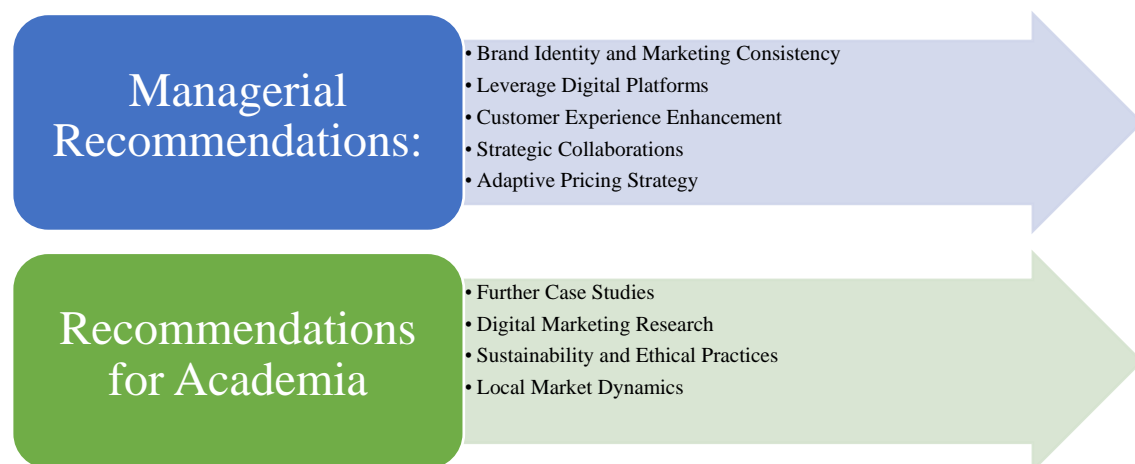 Managerial
Recommendations:
• Brand Identity and Marketing Consistency
• Leverage Digital Platforms
• Customer Experience Enhancement
• Strategic Collaborations
• Adaptive Pricing Strategy
Recommendations
for Academia
• Further Case Studies
• Digital Marketing Research
• Sustainability and Ethical Practices
• Local Market Dynamics